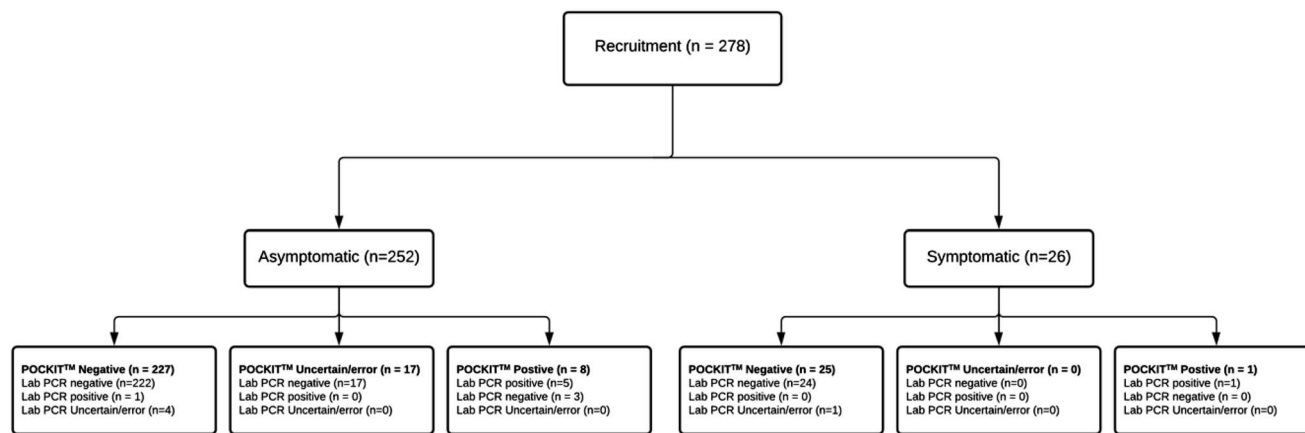 Recruitment (n = 278)
Asymptomatic (n=252)
Symptomatic (n=26)
POCKIT™ Negative (n = 227)
Lab PCR negative (n=222)
Lab PCR positive (n = 1)
Lab PCR Uncertain/error (n=4)
POCKIT™ Uncertain/error (n = 17)
Lab PCR negative (n=17)
Lab PCR positive (n = 0)
Lab PCR Uncertain/error (n=0)
POCKIT™ Postive (n = 8)
Lab PCR positive (n=5)
Lab PCR negative (n = 3)
Lab PCR Uncertain/error (n=0)
POCKIT™ Negative (n = 25)
Lab PCR negative (n=24)
Lab PCR positive (n = 0)
Lab PCR Uncertain/error (n=1)
POCKIT™ Uncertain/error (n = 0)
Lab PCR negative (n=0)
Lab PCR positive (n = 0)
Lab PCR Uncertain/error (n=0)
POCKIT™ Postive (n = 1)
Lab PCR positive (n=1)
Lab PCR negative (n = 0)
Lab PCR Uncertain/error (n=0)